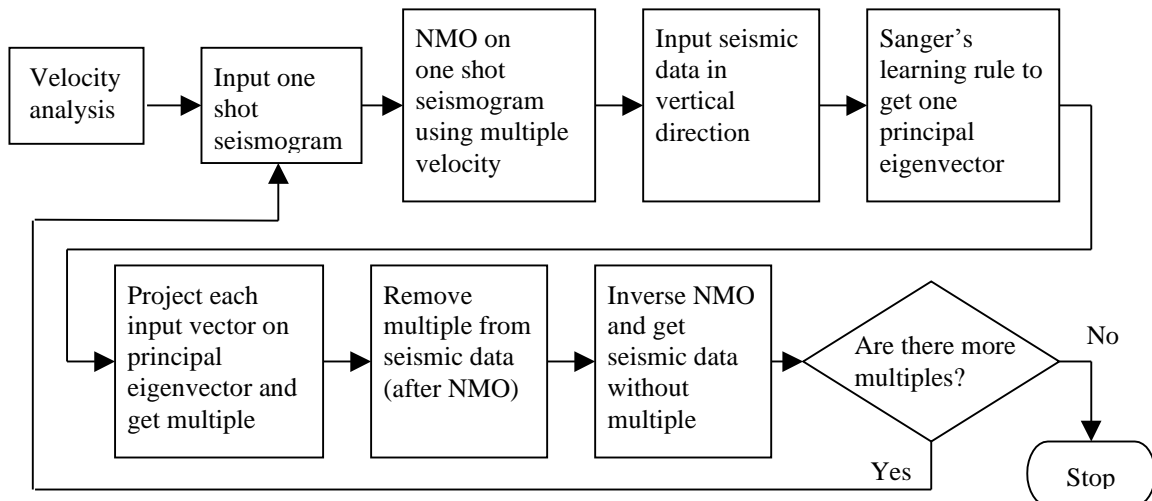 Velocity
analysis
Input one
shot
seismogram
NMO on
one shot
seismogram
using multiple
velocity
Input seismic
data in
vertical
direction
Sanger's
learning rule to
get one
principal
eigenvector
Project each
input vector on
principal
eigenvector and
get multiple
Remove
multiple from
seismic data
(after NMO)
Inverse NMO
and get
seismic data
without
multiple
Are there more
multiples?
No
Yes
Stop